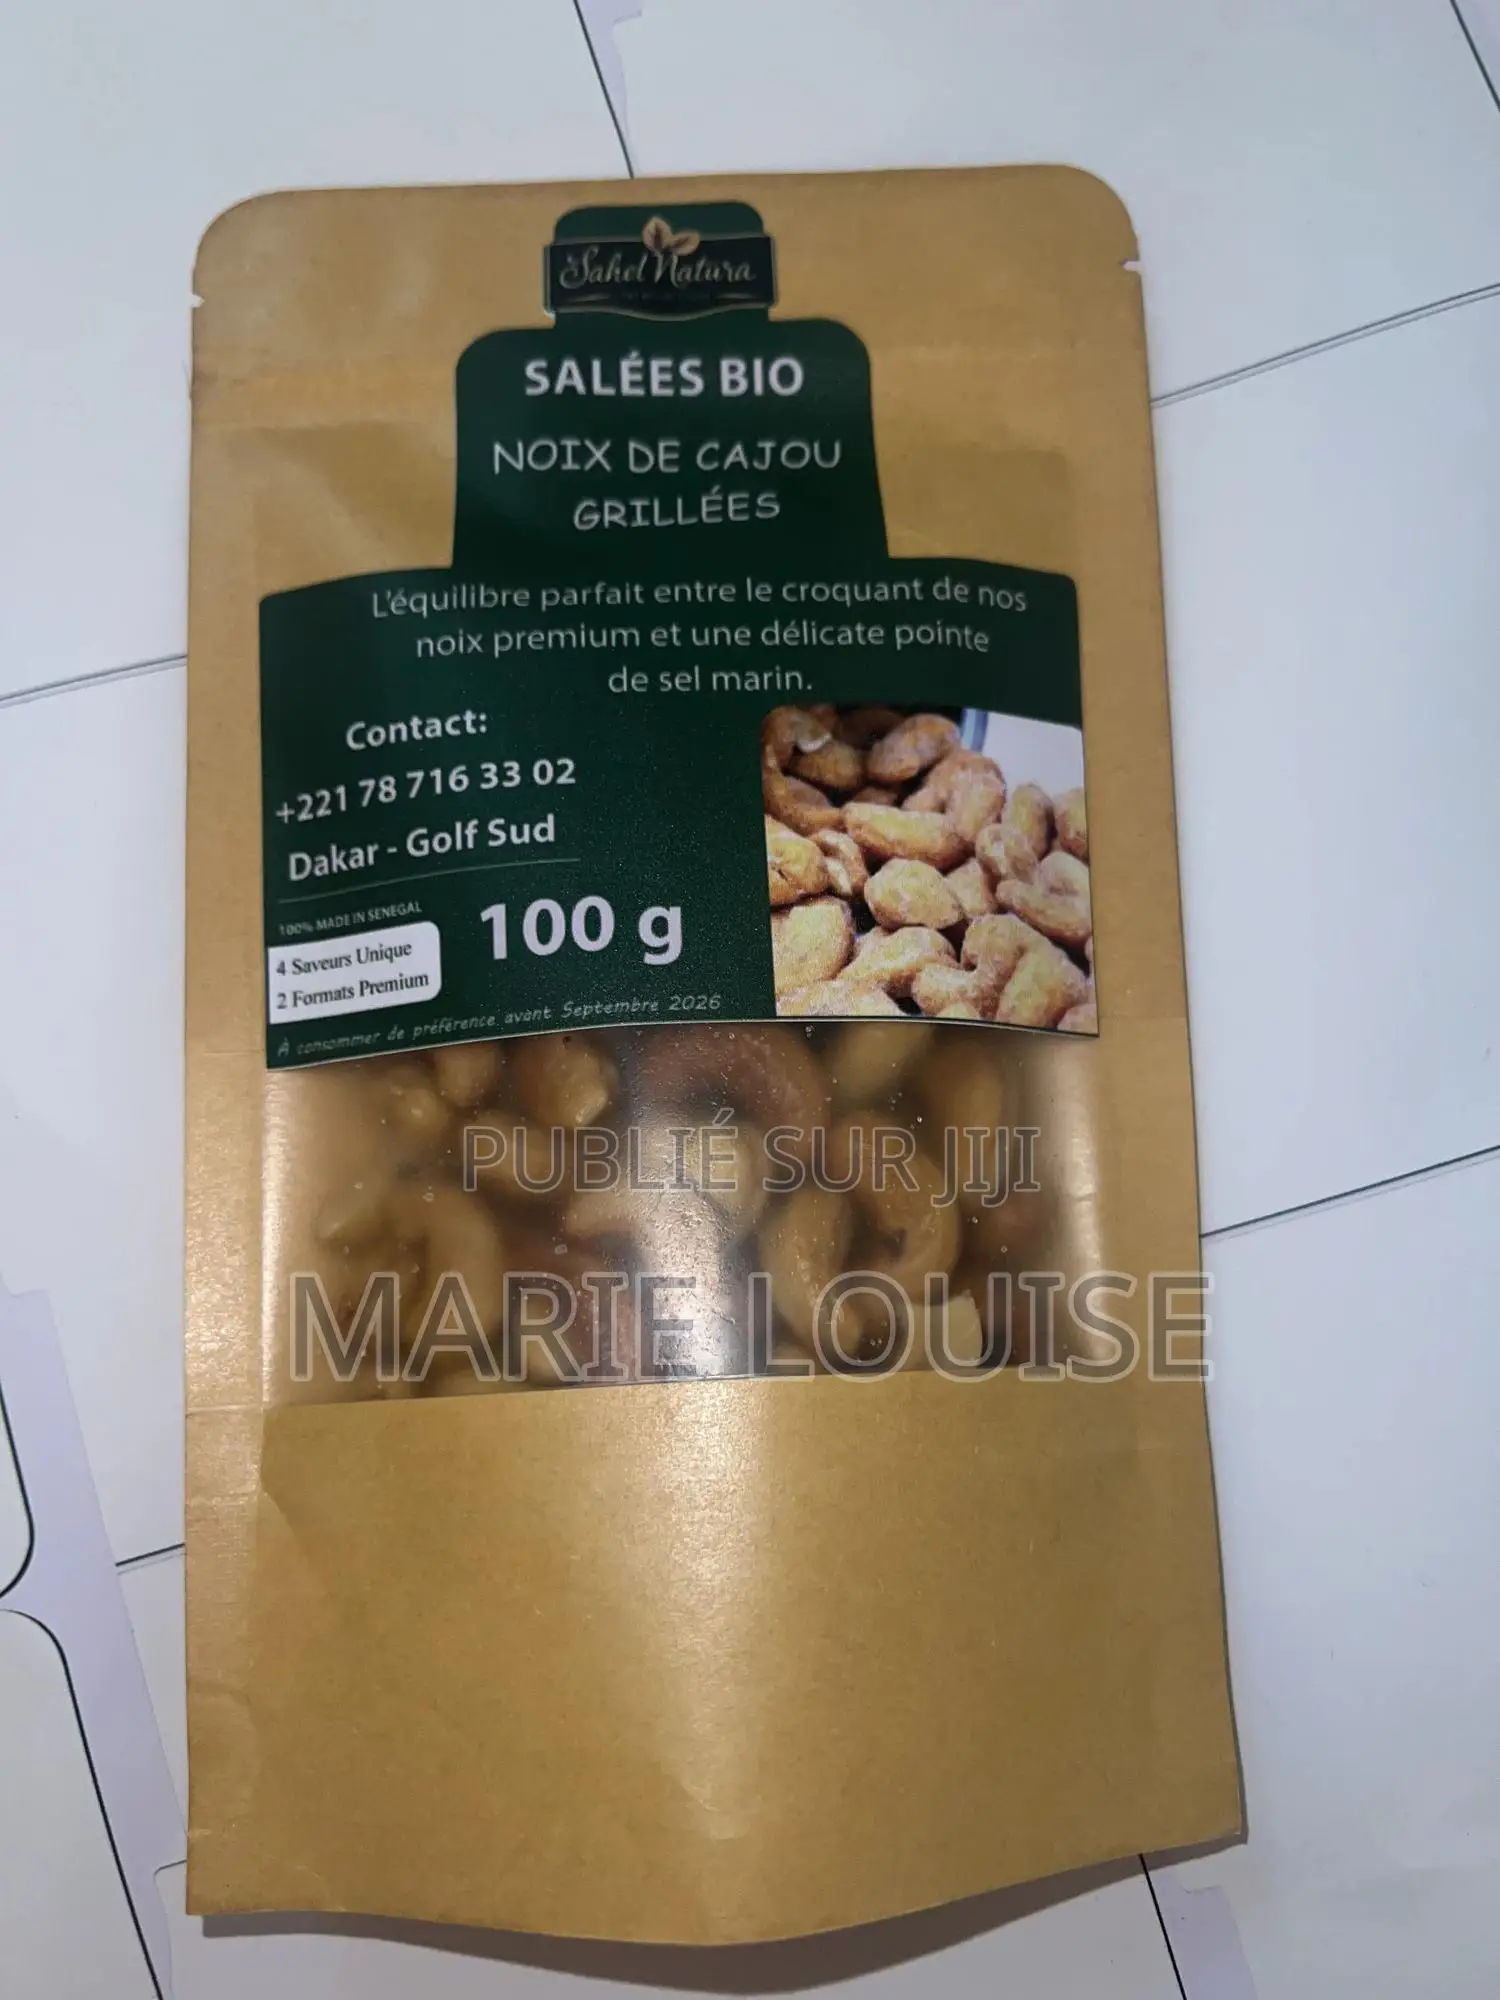 Sahel Natura
SALÉES BIO
NOIX DE CAJOU
GRILLÉES
L'équilibre parfait entre le croquant de nos
noix premium et une délicate pointe
de sel marin.
Contact:
+221 78 716 33 02
Dakar - Golf Sud
100% MADE IN SENEGAL
4 Saveurs Unique
2 Formats Premium
100 g
À consommer de préférence avant Septembre 2026
PUBLIÉ SUR JIJI
MARIE LOUISE